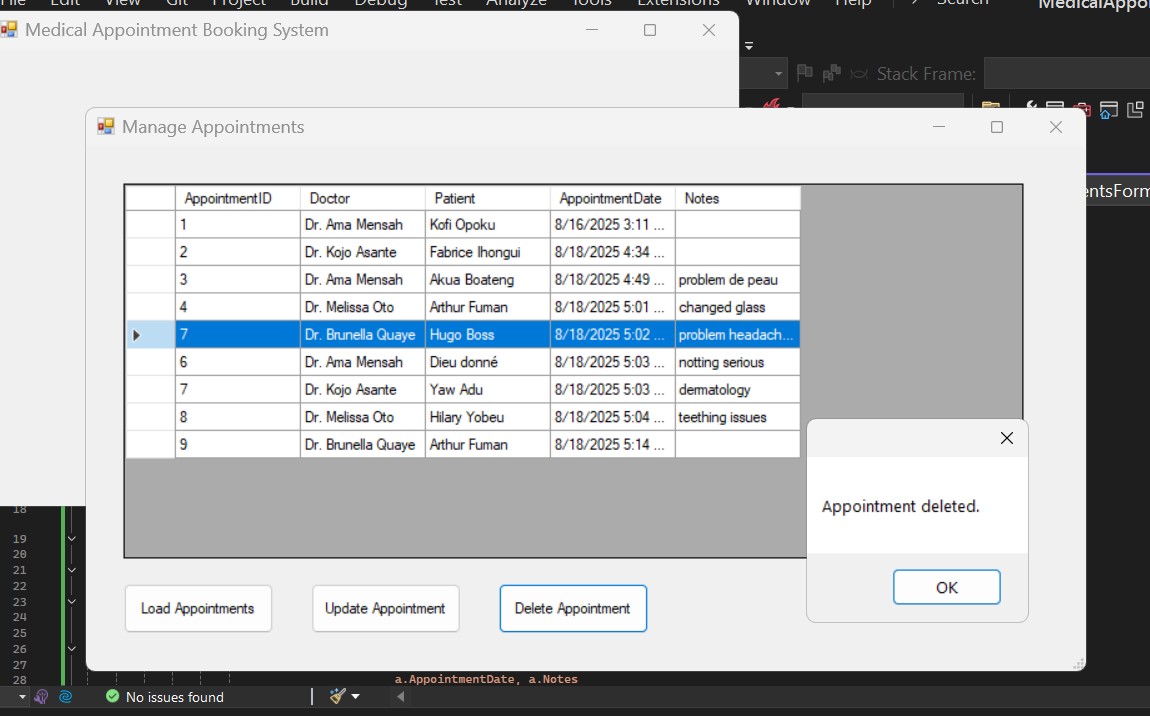 File Edit View Git Project Build Debug Test Analyze Tools Extensions Window Help Search MedicalAppoi
Medical Appointment Booking System
Stack Frame:
Manage Appointments
entsForm
AppointmentID Doctor Patient AppointmentDate Notes
1 Dr. Ama Mensah Kofi Opoku 8/16/2025 3:11 ...
2 Dr. Kojo Asante Fabrice Ihongui 8/18/2025 4:34 ...
3 Dr. Ama Mensah Akua Boateng 8/18/2025 4:49 ... problem de peau
4 Dr. Melissa Oto Arthur Fuman 8/18/2025 5:01 ... changed glass
7 Dr. Brunella Quaye Hugo Boss 8/18/2025 5:02 ... problem headach...
6 Dr. Ama Mensah Dieu donné 8/18/2025 5:03 ... notting serious
7 Dr. Kojo Asante Yaw Adu 8/18/2025 5:03 ... dermatology
8 Dr. Melissa Oto Hilary Yobeu 8/18/2025 5:04 ... teething issues
9 Dr. Brunella Quaye Arthur Fuman 8/18/2025 5:14 ...
Appointment deleted.
OK
Load Appointments Update Appointment Delete Appointment
18
19
20
21
22
23
24
25
26
27
28 a.AppointmentDate, a.Notes
No issues found